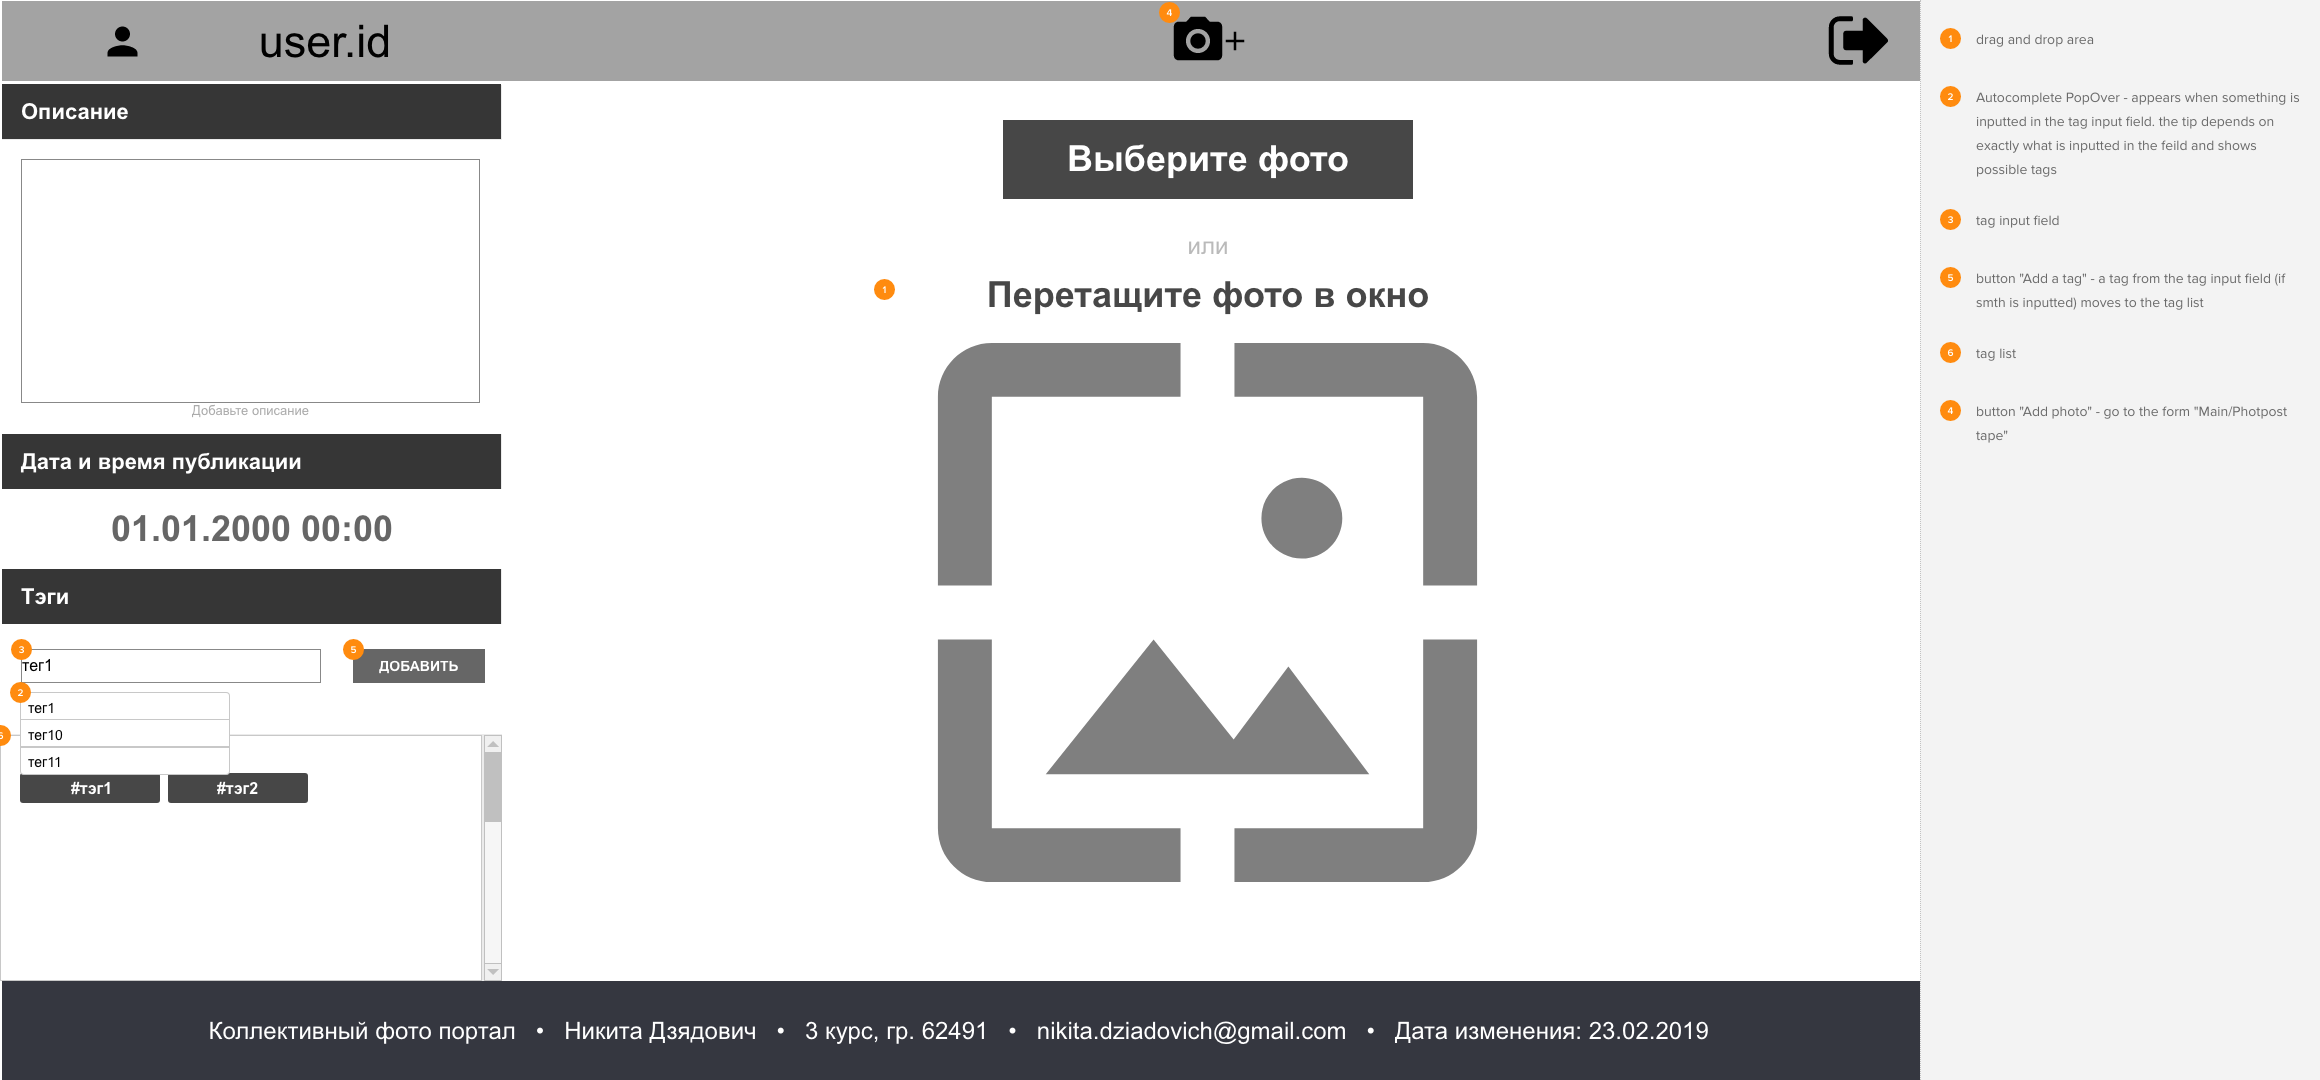 user.id
4
+
Описание
Добавьте описание
Дата и время публикации
01.01.2000 00:00
Тэги
3
тег1
5
ДОБАВИТЬ
2
тег1
тег10
тег11
6
#тэг1
#тэг2
Выберите фото
или
1
Перетащите фото в окно
Коллективный фото портал • Никита Дзядович • 3 курс, гр. 62491 • nikita.dziadovich@gmail.com • Дата изменения: 23.02.2019
1 drag and drop area
2 Autocomplete PopOver - appears when something is
inputted in the tag input field. the tip depends on
exactly what is inputted in the feild and shows
possible tags
3 tag input field
5 button "Add a tag" - a tag from the tag input field (if
smth is inputted) moves to the tag list
6 tag list
4 button "Add photo" - go to the form "Main/Photpost
tape"